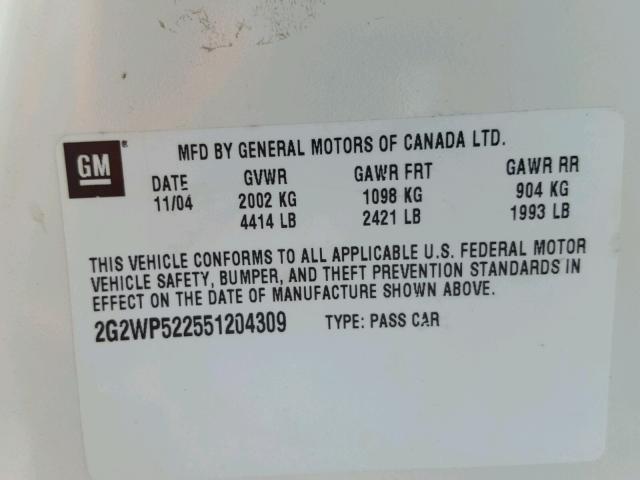 GM®
MFD BY GENERAL MOTORS OF CANADA LTD.
DATE GVWR GAWR FRT GAWR RR
11/04 2002 KG 1098 KG 904 KG
4414 LB 2421 LB 1993 LB
THIS VEHICLE CONFORMS TO ALL APPLICABLE U.S. FEDERAL MOTOR
VEHICLE SAFETY, BUMPER, AND THEFT PREVENTION STANDARDS IN
EFFECT ON THE DATE OF MANUFACTURE SHOWN ABOVE.
2G2WP522551204309 TYPE: PASS CAR